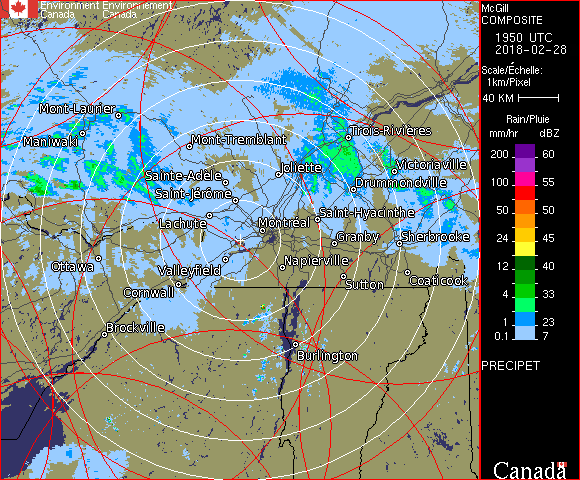 Environment Environnement
Canada Canada
McGill
COMPOSITE
1950 UTC
2018-02-28
Scale/Échelle:
1km/Pixel
40 KM
Rain/Pluie
mm/hr dBZ
200 60
100 55
50 50
24 45
12 40
4 35
1 23
0.1 7
PRECIPET
Canada
Mont-Laurier
Maniwaki
Mont-Tremblant
Trois-Rivières
Joliette
Victoriaville
Sainte-Adèle
Drummondville
Saint-Jérôme
Saint-Hyacinthe
Lachute
Montréal
Granby
Sherbrooke
Ottawa
Valleyfield
Napierville
Sutton
Coaticook
Cornwall
Brockville
Burlington